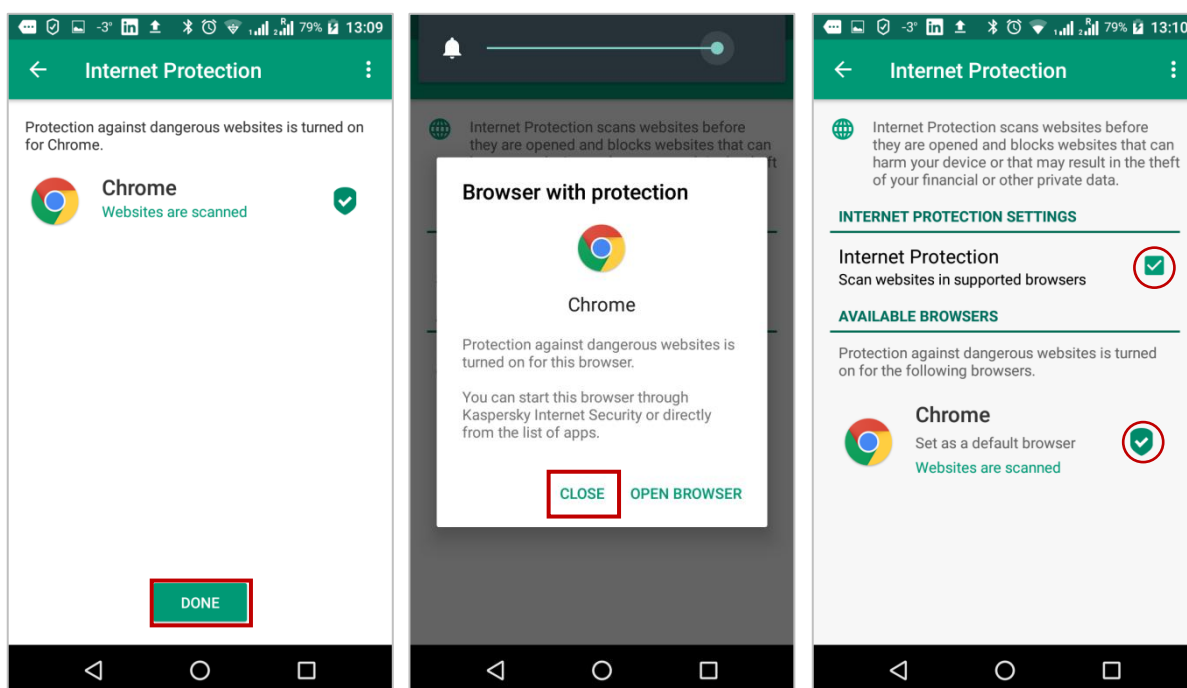 -3° in 1 2 R 79% 13:09
Internet Protection
Protection against dangerous websites is turned on
for Chrome.
Chrome
Websites are scanned
DONE
Internet Protection scans websites before
they are opened and blocks websites that can
Browser with protection
Chrome
Protection against dangerous websites is
turned on for this browser.
You can start this browser through
Kaspersky Internet Security or directly
from the list of apps.
CLOSE OPEN BROWSER
-3° in 1 2 R 79% 13:10
Internet Protection
Internet Protection scans websites before
they are opened and blocks websites that can
harm your device or that may result in the theft
of your financial or other private data.
INTERNET PROTECTION SETTINGS
Internet Protection
Scan websites in supported browsers
AVAILABLE BROWSERS
Protection against dangerous websites is turned
on for the following browsers.
Chrome
Set as a default browser
Websites are scanned